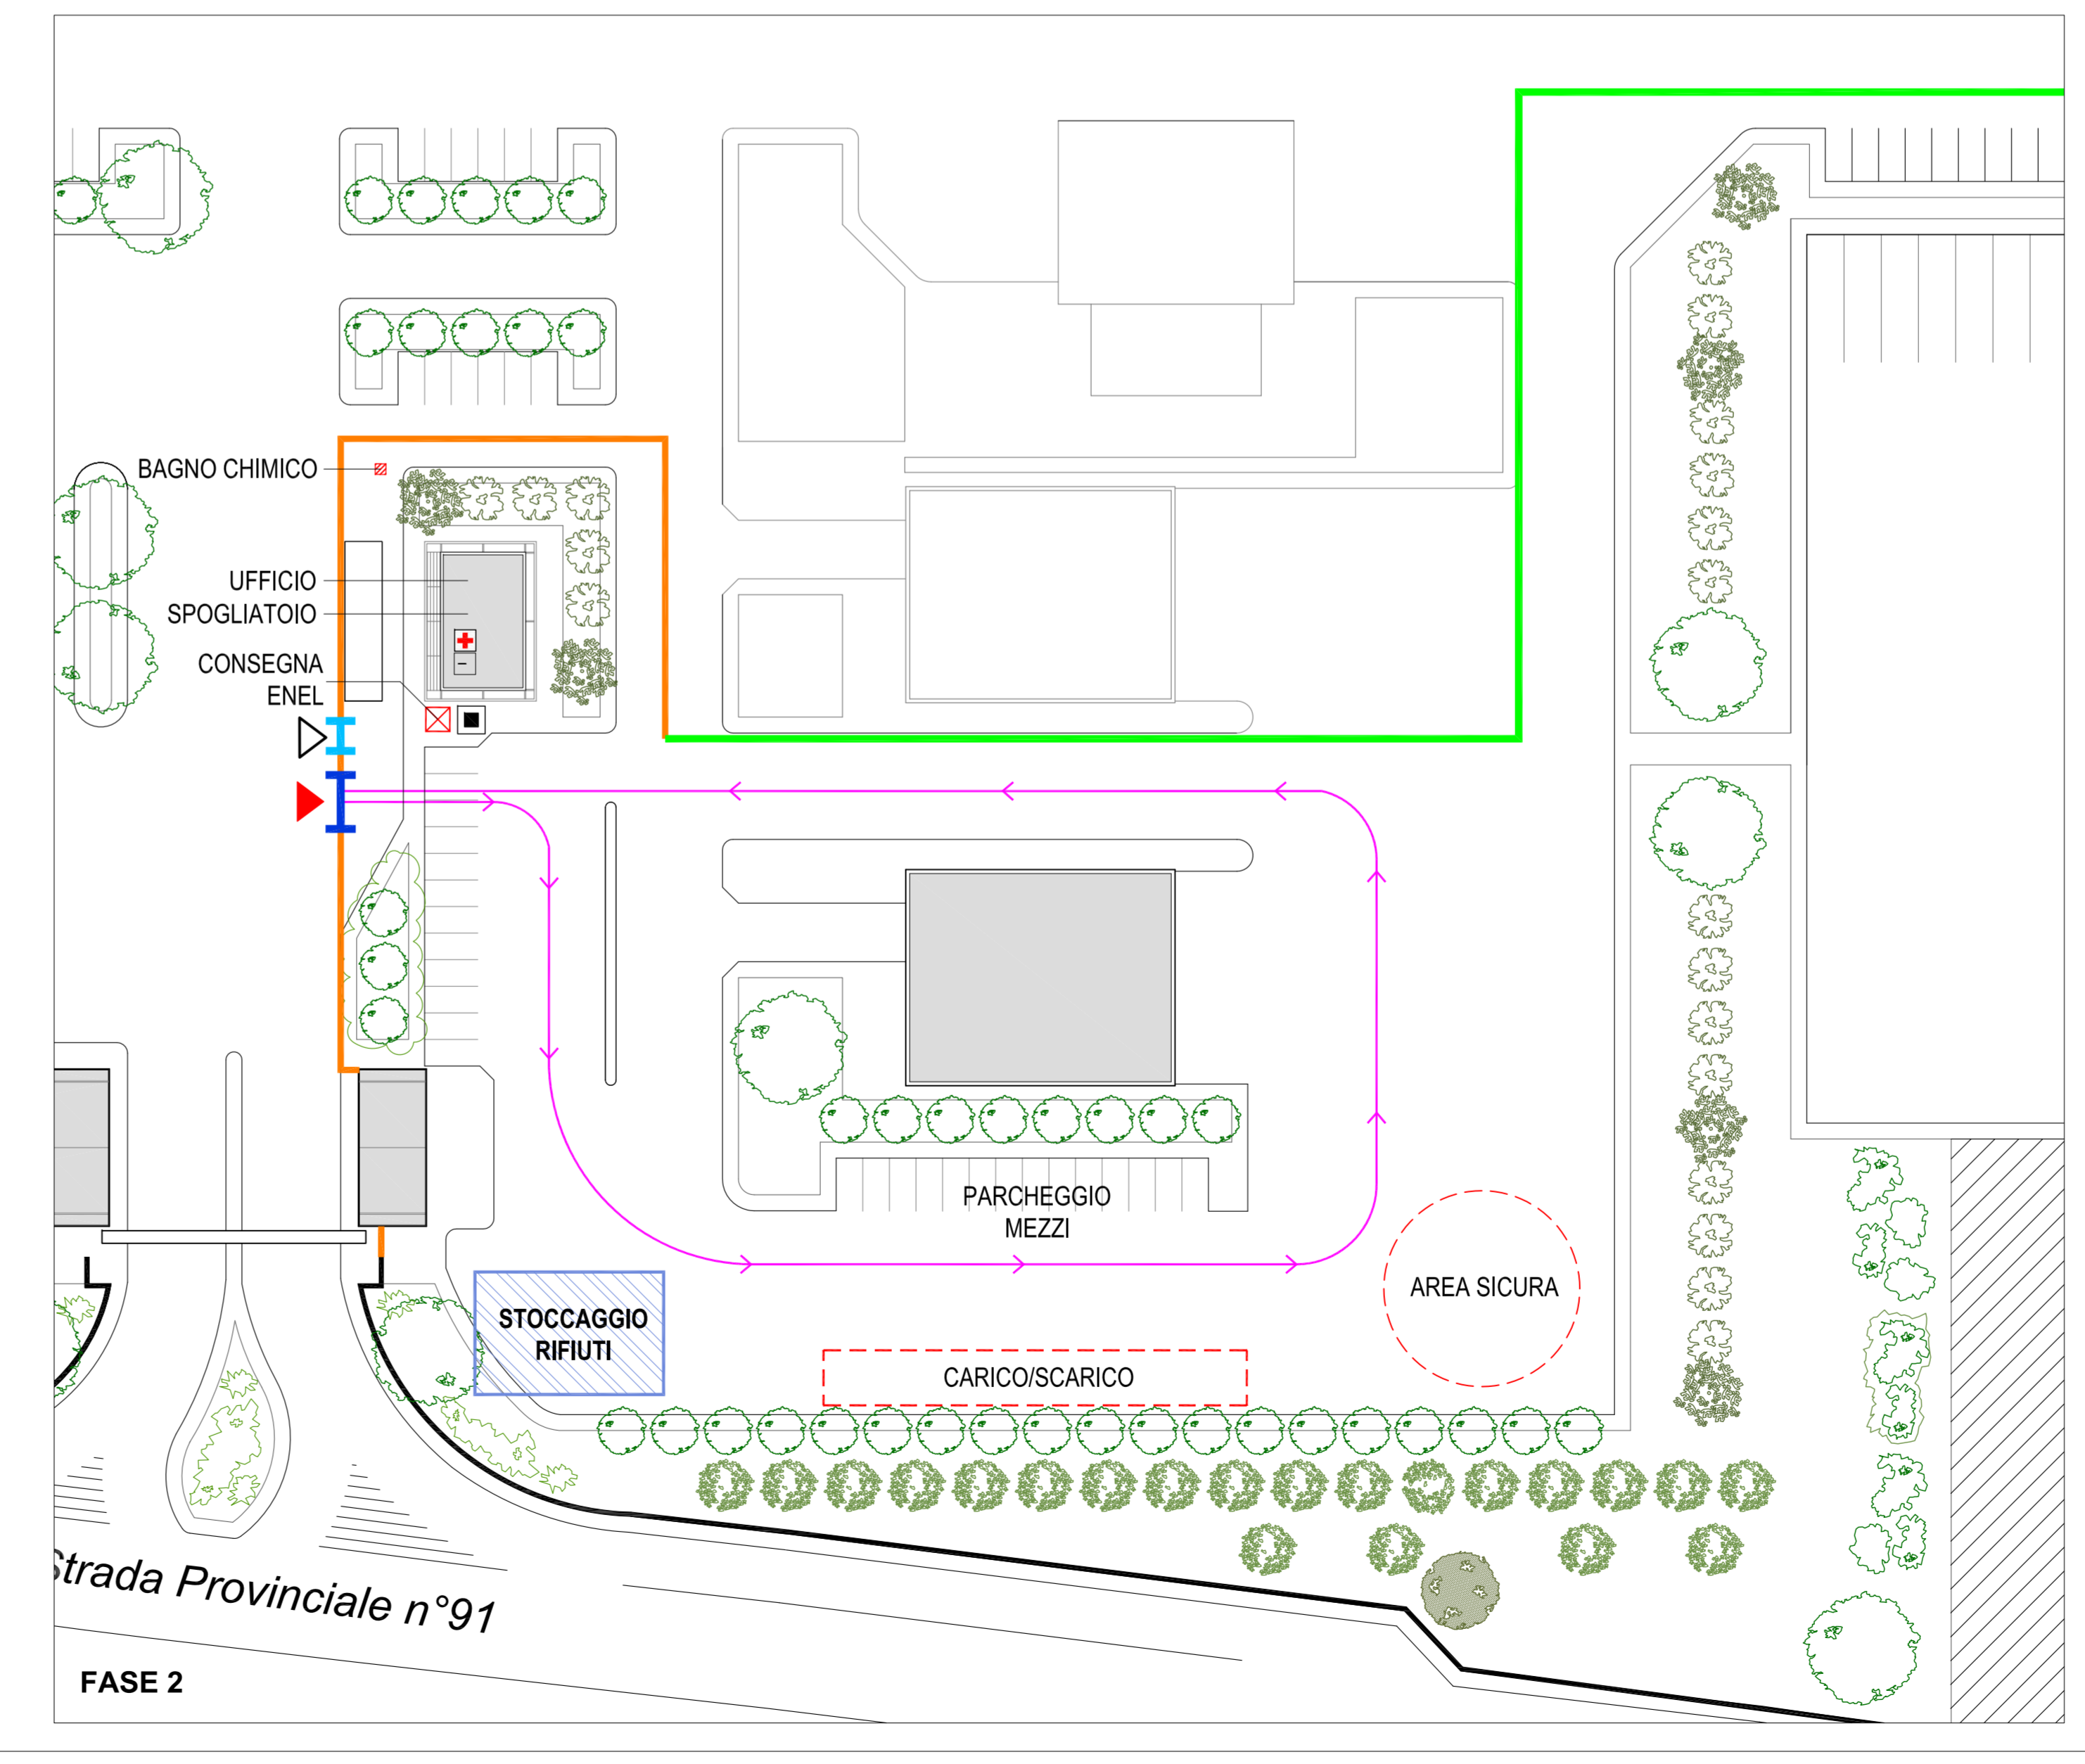 BAGNO CHIMICO
UFFICIO
SPOGLIATOIO
CONSEGNA
ENEL
PARCHEGGIO
MEZZI
AREA SICURA
STOCCAGGIO
RIFIUTI
CARICO/SCARICO
Strada Provinciale n°91
FASE 2